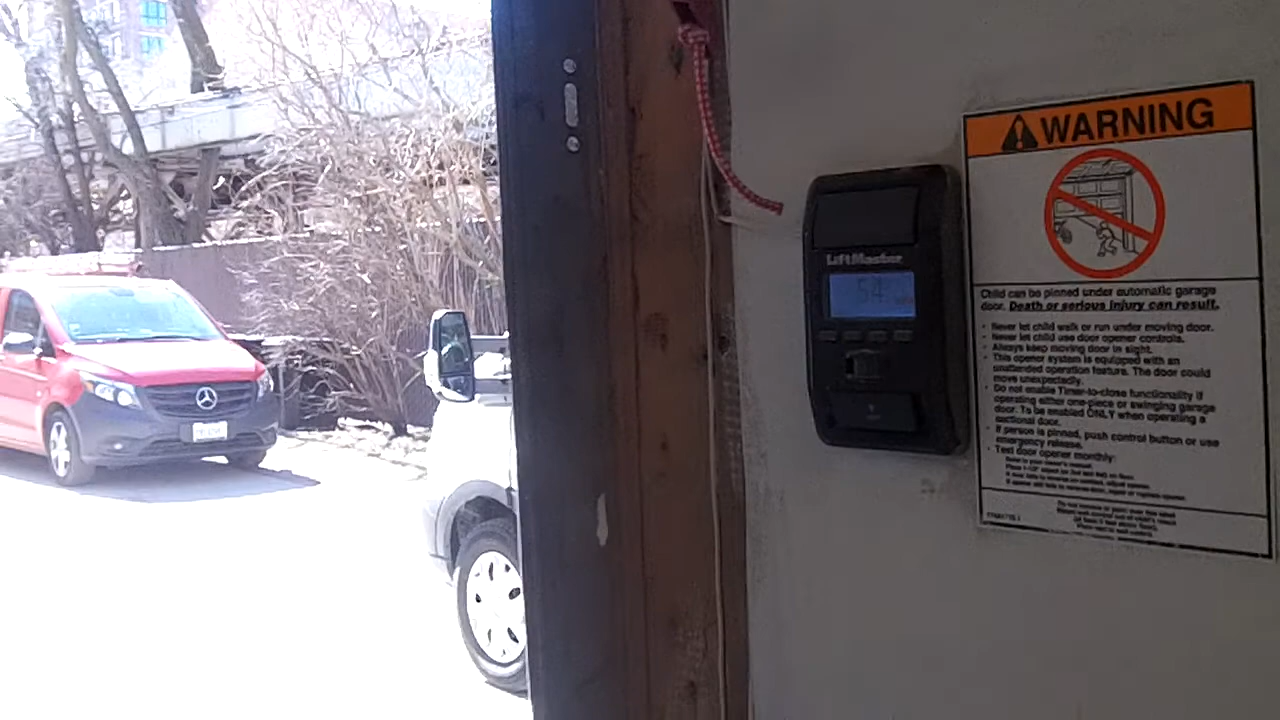 WARNING
LiftMaster
54
Child can be pinned under automatic garage
door. Death or serious injury can result.
• Never let child walk or run under moving door.
• Never let child use door opener controls.
• Always keep moving door in sight.
• This opener system is equipped with an
unattended operation feature. The door could
move unexpectedly.
• Do not enable Timer-to-close functionality if
operating either one-piece or swinging garage
door. To be enabled ONLY when operating a
sectional door.
• If person is pinned, push control button or use
emergency release.
• Test door opener monthly: